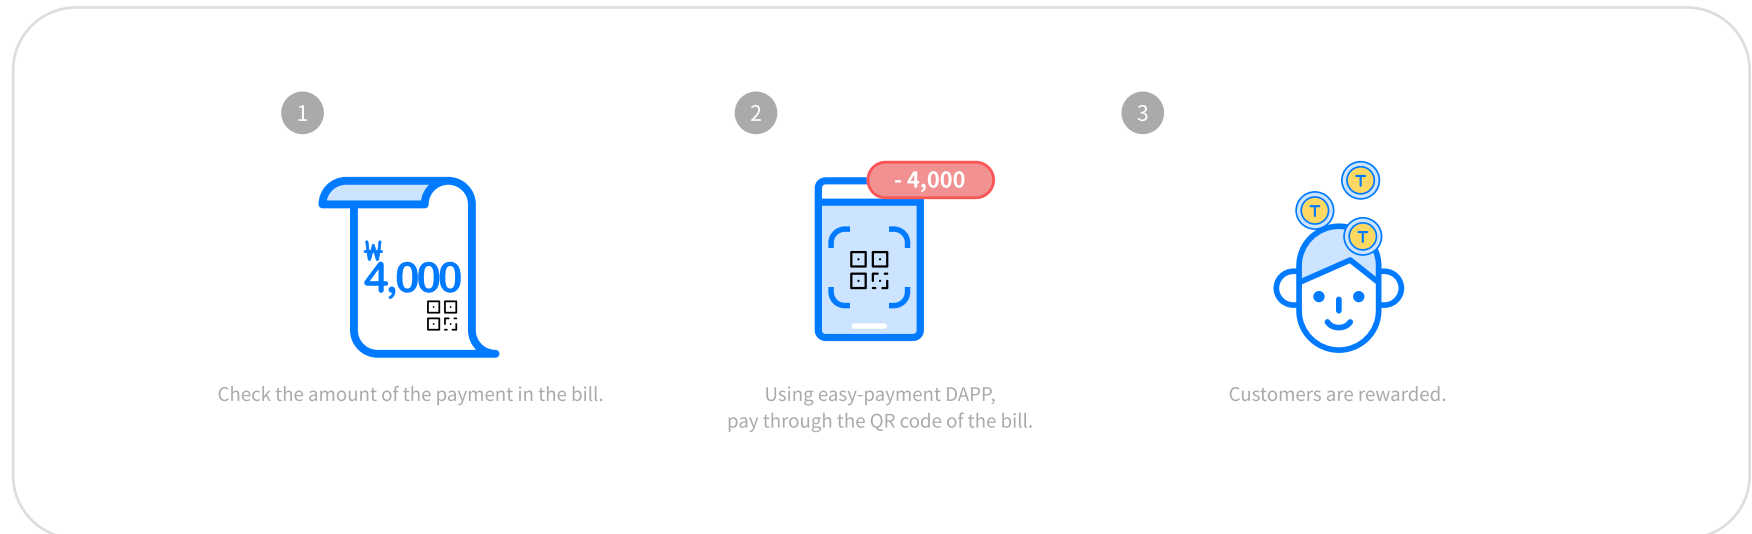 1
₩
4,000
Check the amount of the payment in the bill.
2
- 4,000
Using easy-payment DAPP,
pay through the QR code of the bill.
3
T
T
T
Customers are rewarded.